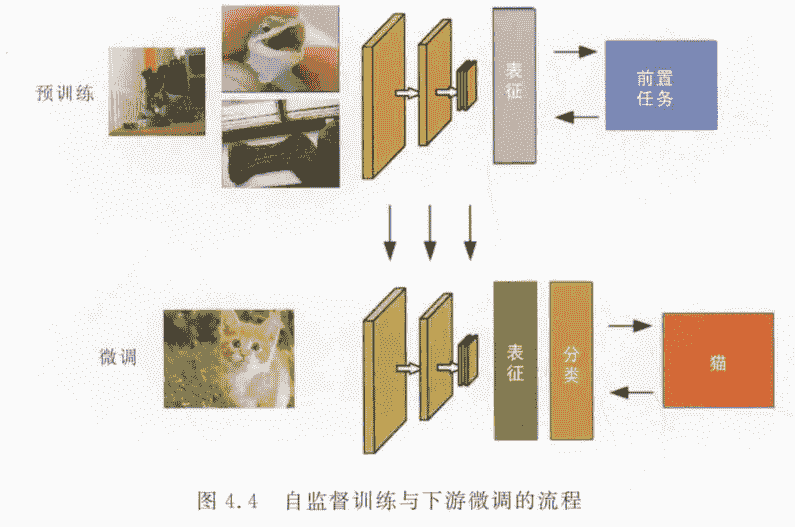 预训练
表征
前置
任务
微调
表征
分类
猫
图 4.4 自监督训练与下游微调的流程